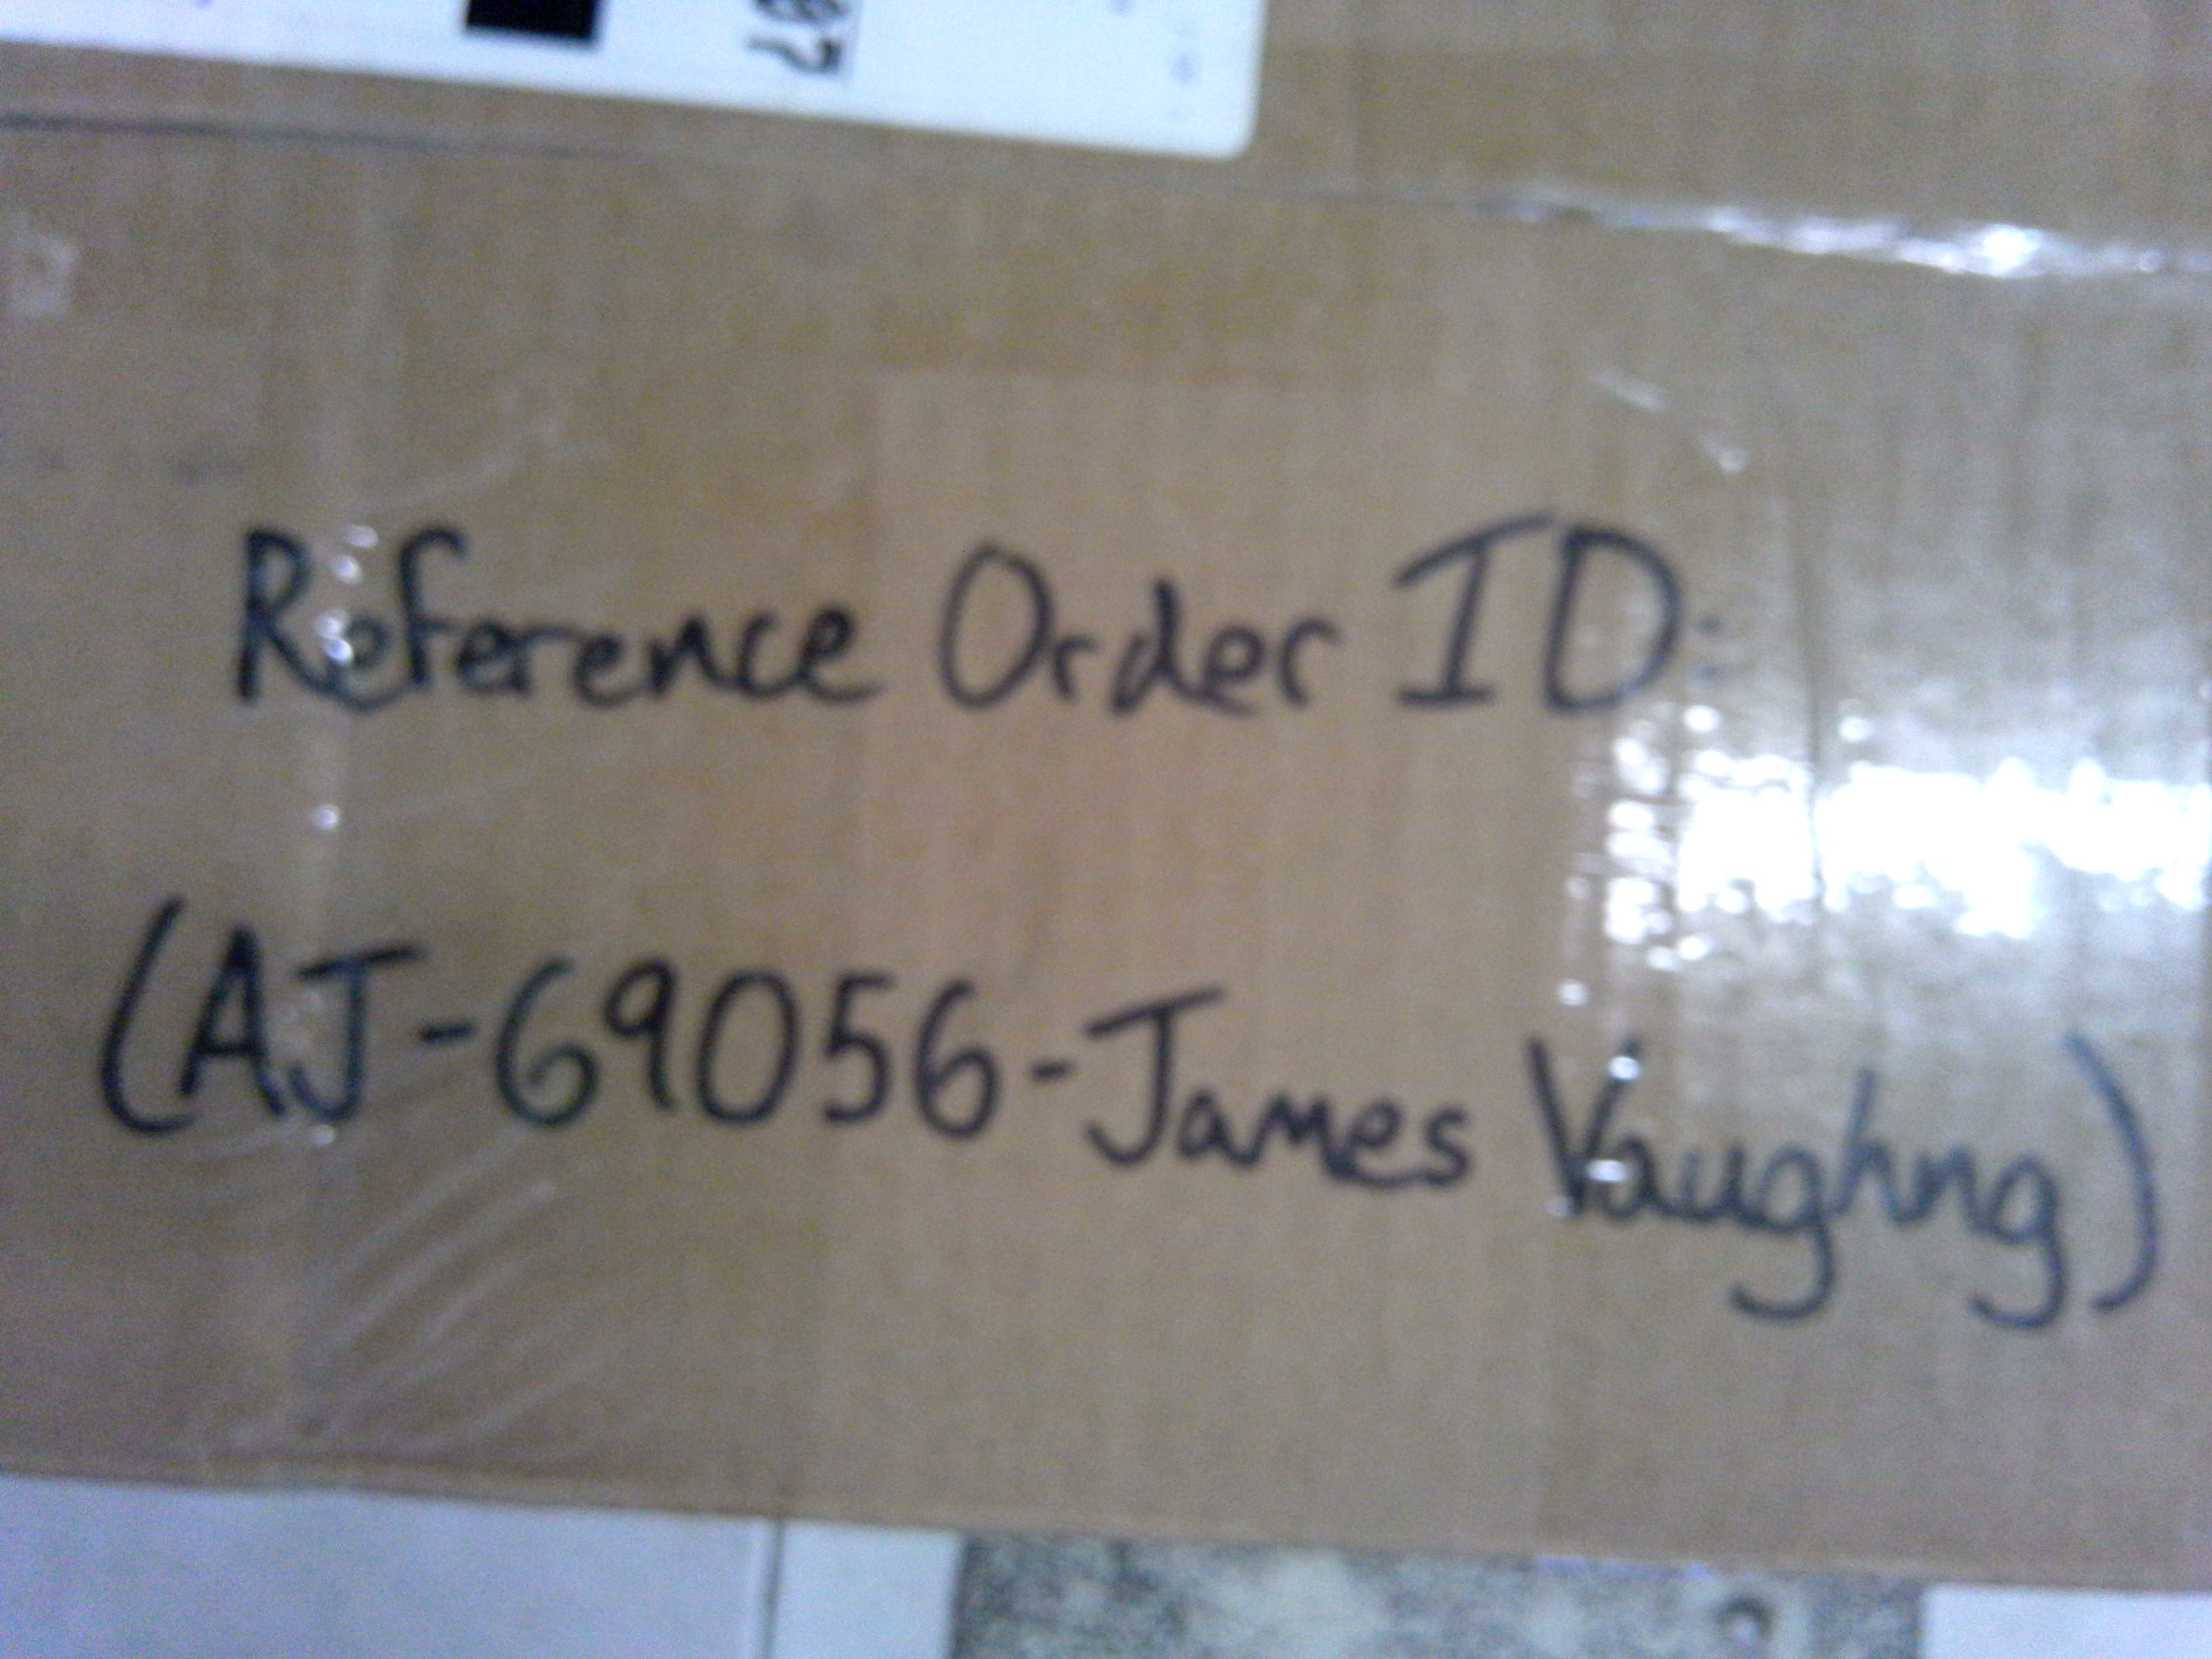 Reference Order ID:
(AJ-69056-James Vaughng)